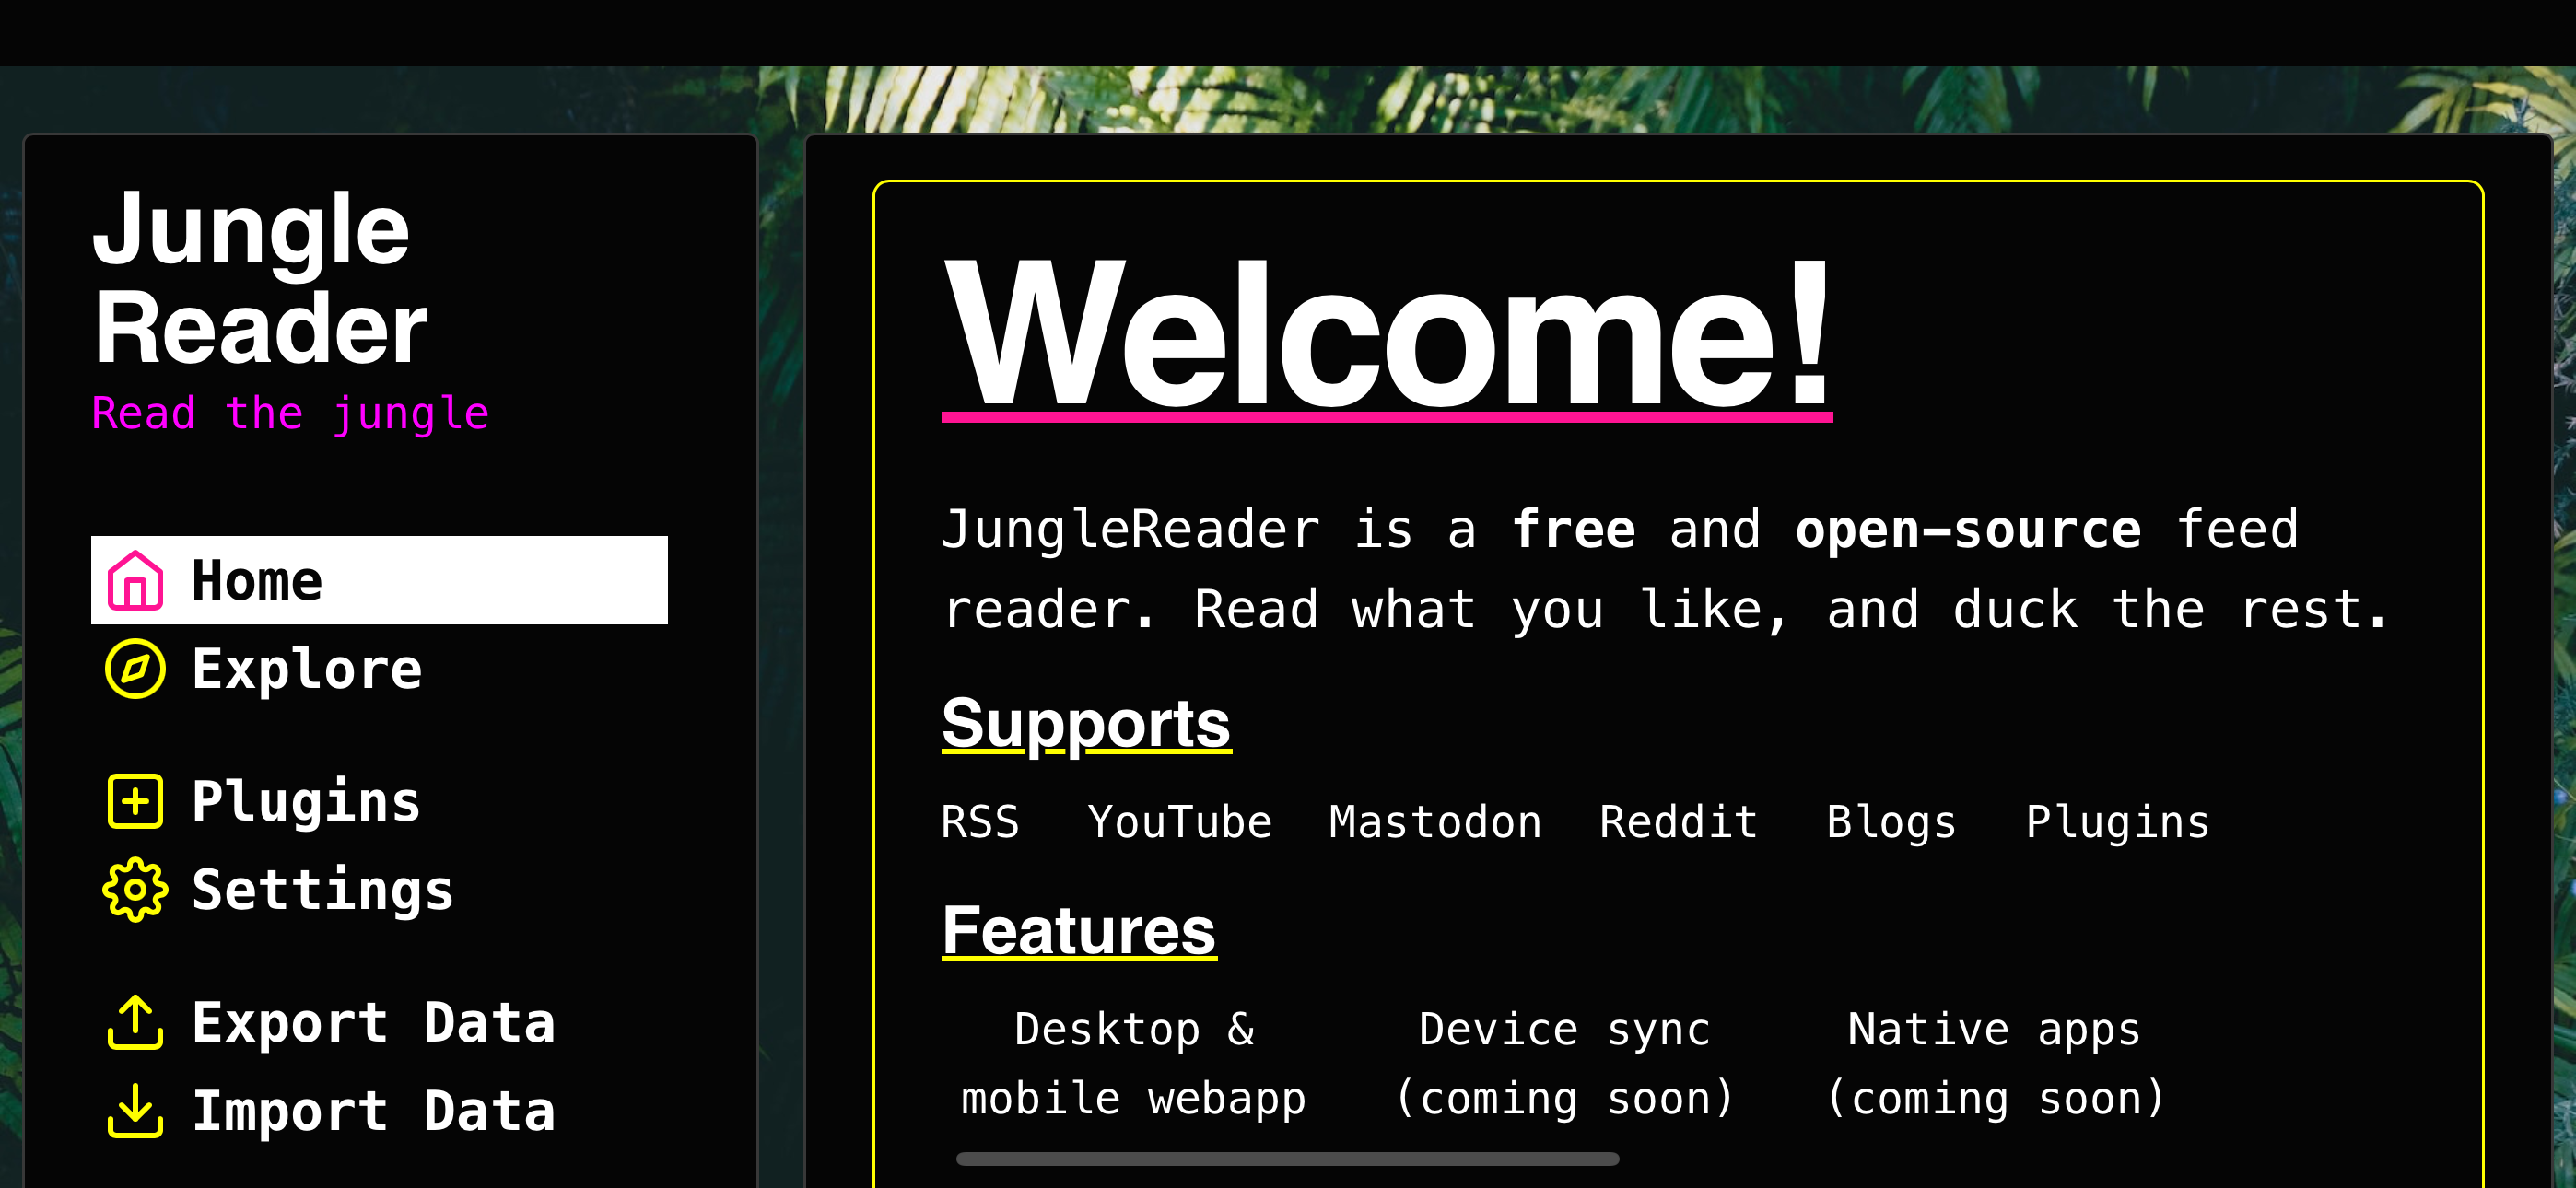 Jungle
Reader
Read the jungle
Home
Explore
Plugins
Settings
Export Data
Import Data
Welcome!
JungleReader is a free and open-source feed
reader. Read what you like, and duck the rest.
Supports
RSS YouTube Mastodon Reddit Blogs Plugins
Features
Desktop & Device sync Native apps
mobile webapp (coming soon) (coming soon)